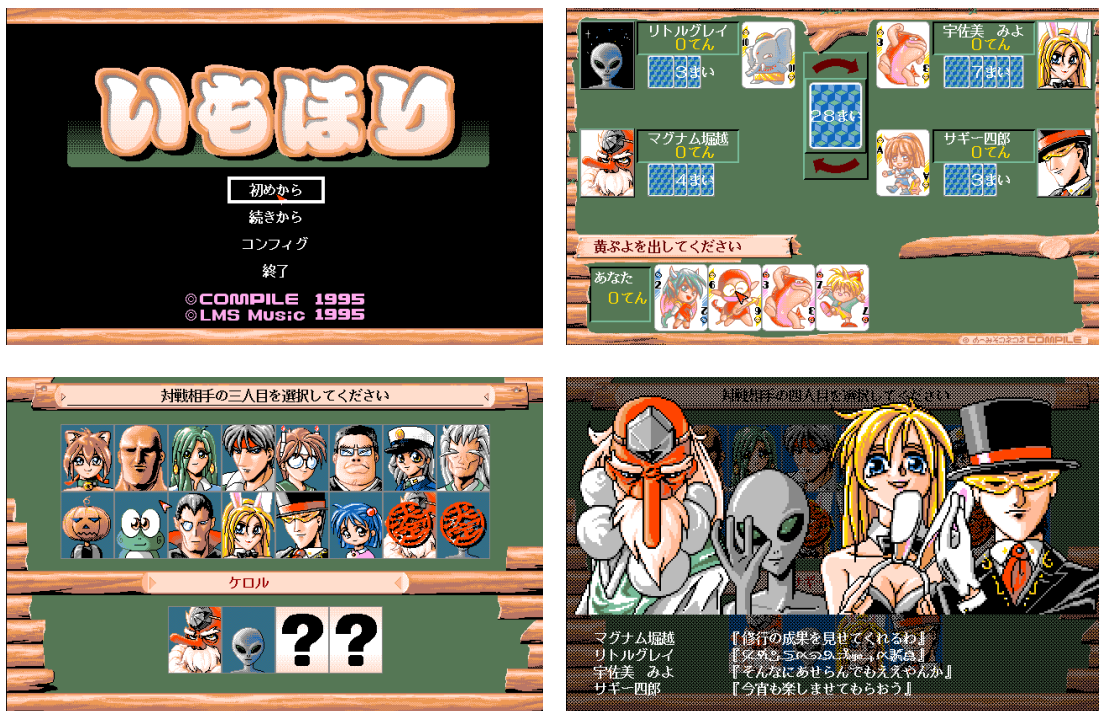 いちほり
初めから
続きから
コンフィグ
終了
©COMPILE 1995
©LMS Music 1995
リトルグレイ
0てん
3まい
10
宇佐美 みよ
0てん
7まい
3
28まい
マグナム堀越
0てん
4まい
サギー四郎
0てん
3まい
A
黄ぷよを出してください
あなた
0てん
2
6
3
7
COMPILE
対戦相手の三人目を選択してください
ケロル
? ?
対戦相手の四人目を選択してください
マグナム堀越 『修行の成果を見せてくれるわ』
リトルグレイ
宇佐美 みよ 『そんなにあせらんでもええやんか』
サギー四郎 『今宵も楽しませてもらおう』